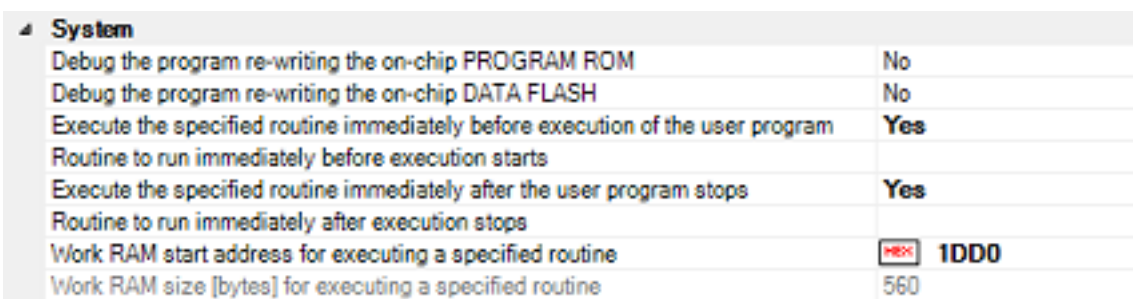 System
Debug the program re-writing the on-chip PROGRAM ROM No
Debug the program re-writing the on-chip DATA FLASH No
Execute the specified routine immediately before execution of the user program Yes
Routine to run immediately before execution starts
Execute the specified routine immediately after the user program stops Yes
Routine to run immediately after execution stops
Work RAM start address for executing a specified routine HEX 1DD0
Work RAM size [bytes] for executing a specified routine 560